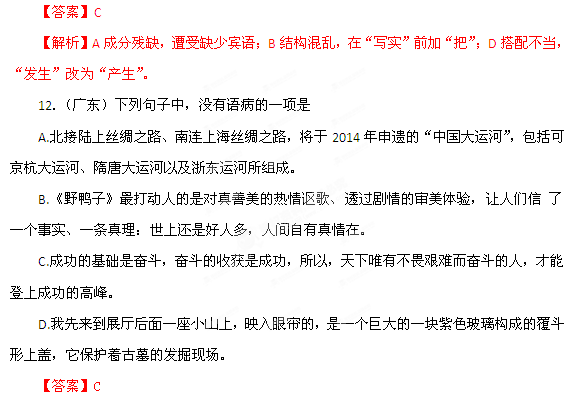 【答案】C
【解析】A 成分残缺，遭受缺少宾语；B 结构混乱，在“写实”前加“把”；D 搭配不当，
“发生”改为“产生”。
12.（广东）下列句子中，没有语病的一项是
A.北接陆上丝绸之路、南连上海丝绸之路，将于 2014 年申遗的“中国大运河”，包括可
京杭大运河、隋唐大运河以及浙东运河所组成。
B.《野鸭子》最打动人的是对真善美的热情讴歌、透过剧情的审美体验，让人们信 了
一个事实、一条真理：世上还是好人多，人间自有真情在。
C.成功的基础是奋斗，奋斗的收获是成功，所以，天下唯有不畏艰难而奋斗的人，才能
登上成功的高峰。
D.我先来到展厅后面一座小山上，映入眼帘的，是一个巨大的一块紫色玻璃构成的覆斗
形上盖，它保护着古墓的发掘现场。
【答案】C